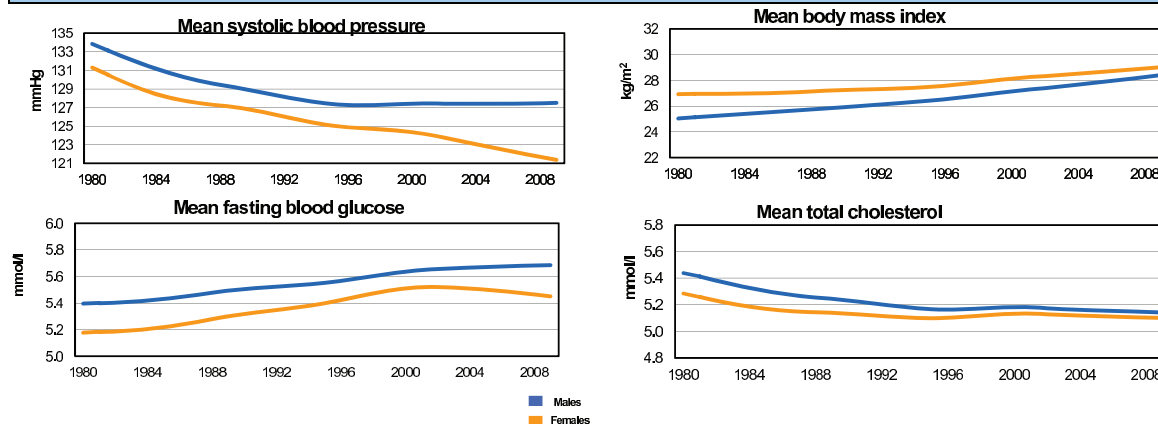 Mean systolic blood pressure
135
133
131
129
127
123
121
mmHg
1980 1984 1988 1992 1996 2000 2004 2008
Mean body mass index
32
30
28
26
24
22
kg/m²
1980 1984 1988 1992 1996 2000 2004 2008
Mean fasting blood glucose
6.0
5.8
5.6
5.4
5.2
5.0
mmol/l
1980 1984 1988 1992 1996 2000 2004 2008
Mean total cholesterol
5.8
5.4
5.2
5.1
4.8
mmol/l
1980 1984 1988 1992 1996 2000 2004 2008
Males
Females